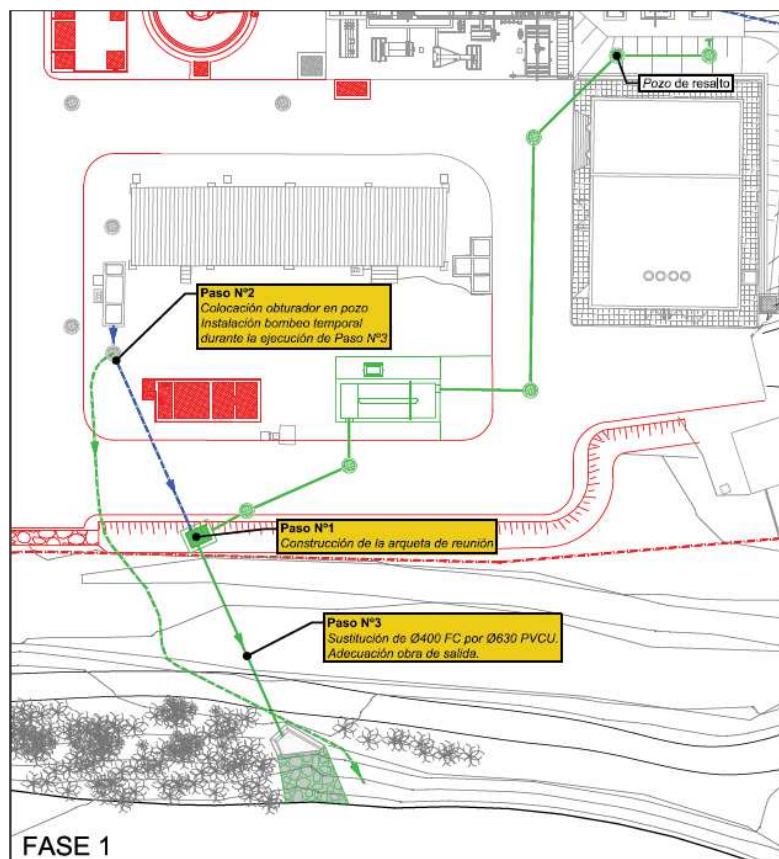 Pozo de resalto
Paso Nº2
Colocación obturador en pozo
Instalación bombeo temporal
durante la ejecución de Paso Nº3
Paso Nº1
Construcción de la arqueta de reunión
Paso Nº3
Sustitución de Ø400 FC por Ø630 PVCU.
Adecuación obra de salida.
FASE 1